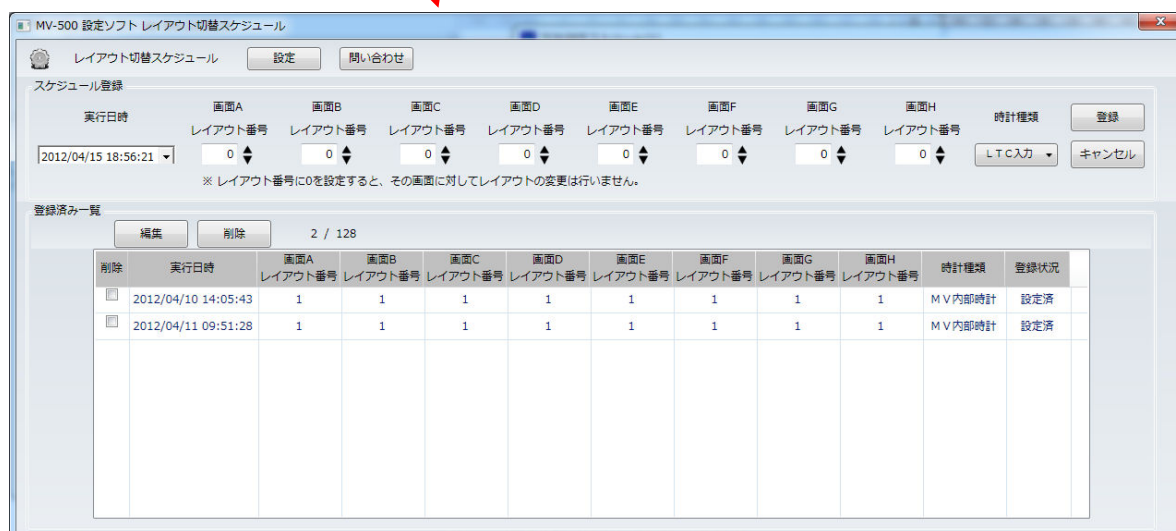 MV-500 設定ソフト レイアウト切替スケジュール
レイアウト切替スケジュール 設定 問い合わせ
スケジュール登録
実行日時 画面A 画面B 画面C 画面D 画面E 画面F 画面G 画面H 時計種類 登録
レイアウト番号 レイアウト番号 レイアウト番号 レイアウト番号 レイアウト番号 レイアウト番号 レイアウト番号 レイアウト番号
2012/04/15 18:56:21 0 0 0 0 0 0 0 0 LTC入力 キャンセル
※ レイアウト番号に0を設定すると、その画面に対してレイアウトの変更は行いません。
登録済み一覧
編集 削除 2 / 128
削除 実行日時 画面A 画面B 画面C 画面D 画面E 画面F 画面G 画面H 時計種類 登録状況
レイアウト番号 レイアウト番号 レイアウト番号 レイアウト番号 レイアウト番号 レイアウト番号 レイアウト番号 レイアウト番号
2012/04/10 14:05:43 1 1 1 1 1 1 1 1 MV内部時計 設定済
2012/04/11 09:51:28 1 1 1 1 1 1 1 1 MV内部時計 設定済